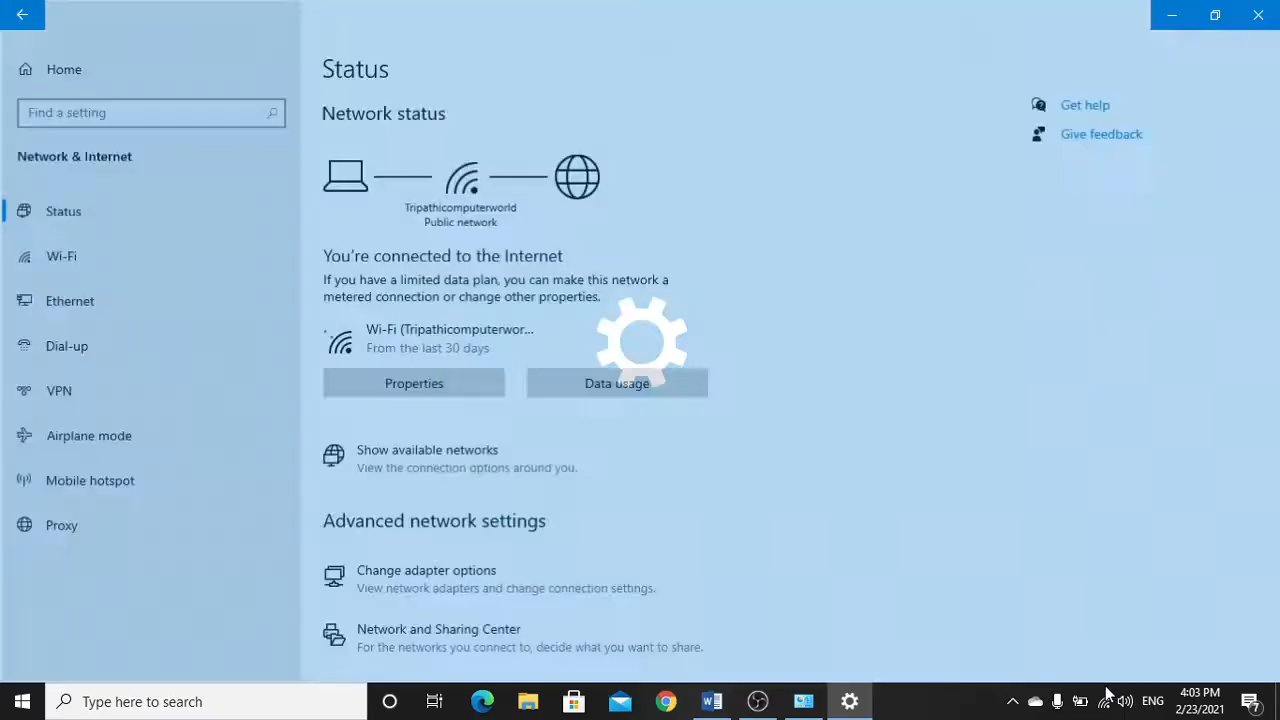 Home
Find a setting
Network & Internet
Status
Wi-Fi
Ethernet
Dial-up
VPN
Airplane mode
Mobile hotspot
Proxy
Status
Network status
Tripathicomputerworld
Public network
You're connected to the Internet
If you have a limited data plan, you can make this network a
metered connection or change other properties.
Wi-Fi (Tripathicomputerwor...
From the last 30 days
Properties
Data usage
Show available networks
View the connection options around you.
Advanced network settings
Change adapter options
View network adapters and change connection settings.
Network and Sharing Center
For the networks you connect to, decide what you want to share.
Get help
Give feedback
Type here to search
ENG
4:03 PM
2/23/2021
7